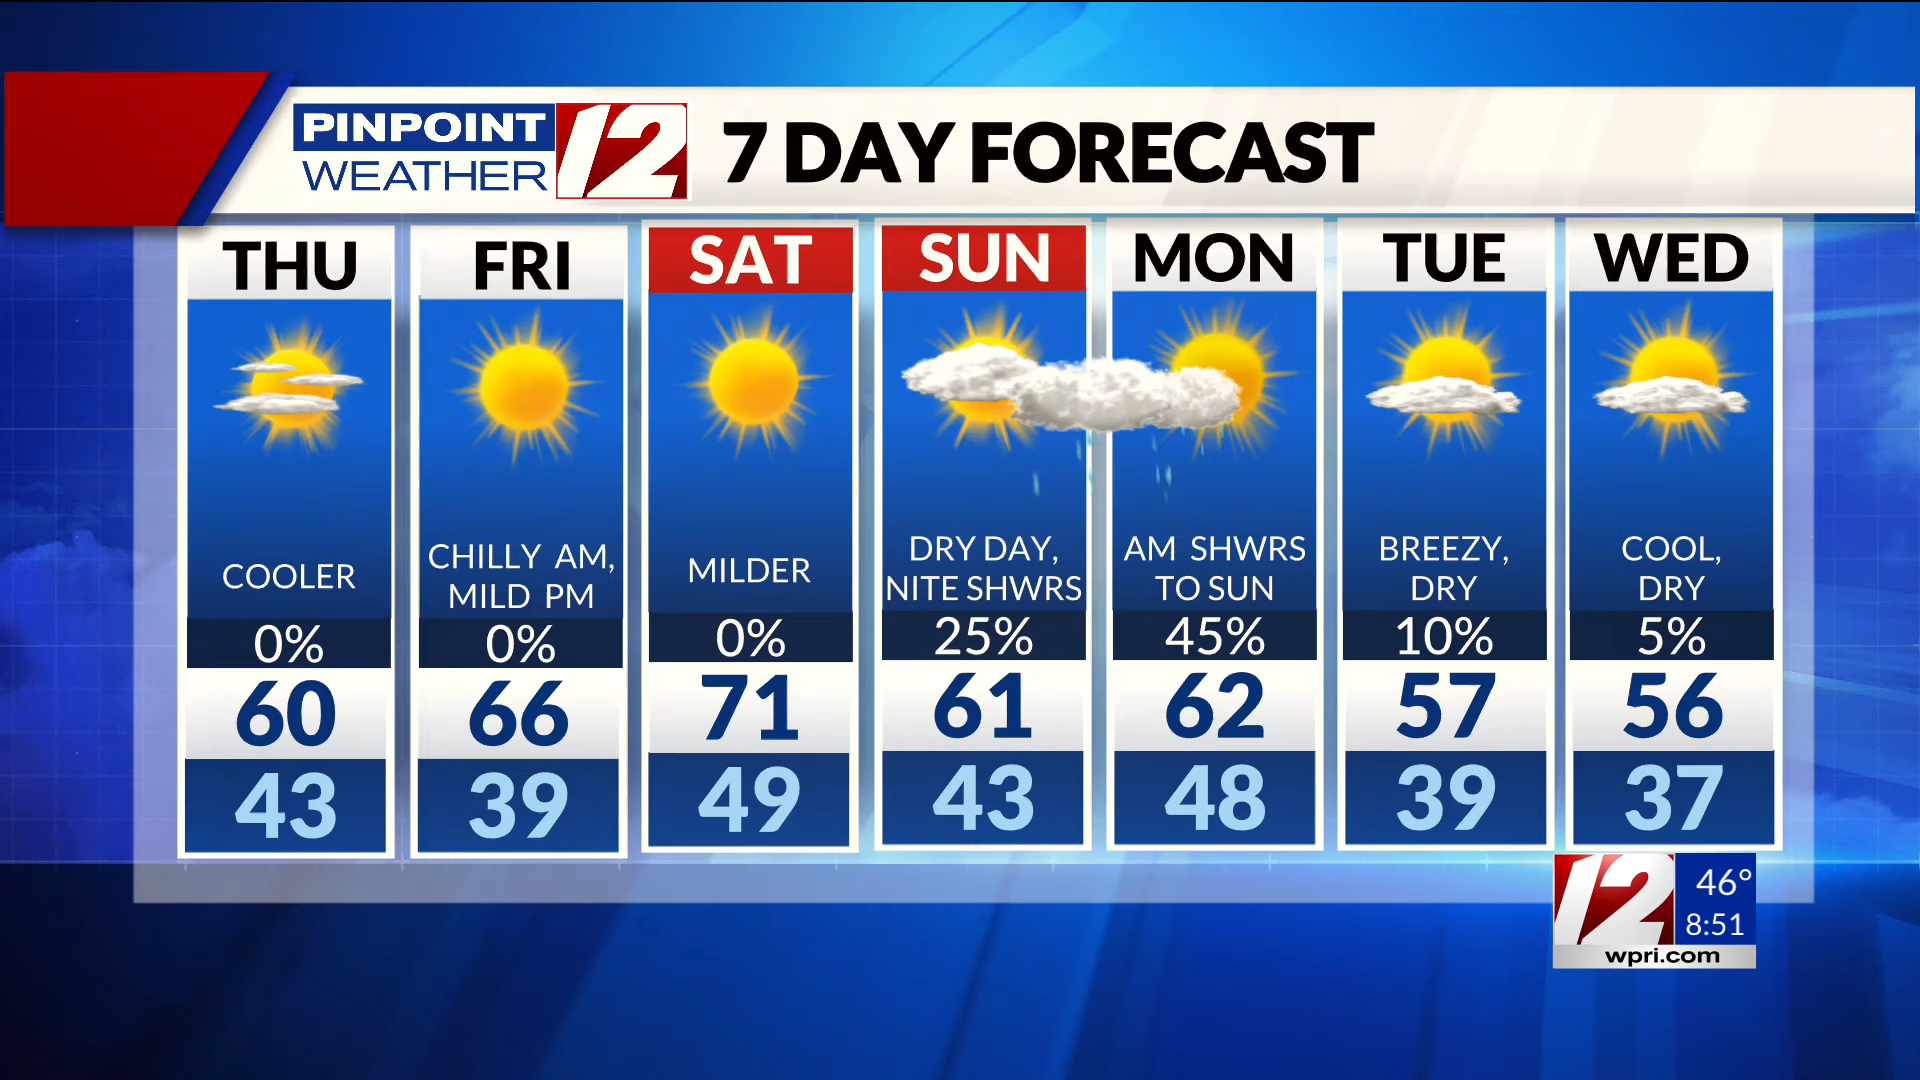 PINPOINT
WEATHER
12
7 DAY FORECAST
THU
COOLER
0%
60
43
FRI
CHILLY AM,
MILD PM
0%
66
39
SAT
MILDER
0%
71
49
SUN
DRY DAY,
NITE SHWRS
25%
61
43
MON
AM SHWRS
TO SUN
45%
62
48
TUE
BREEZY,
DRY
10%
57
39
WED
COOL,
DRY
5%
56
37
12
46°
8:51
wpri.com